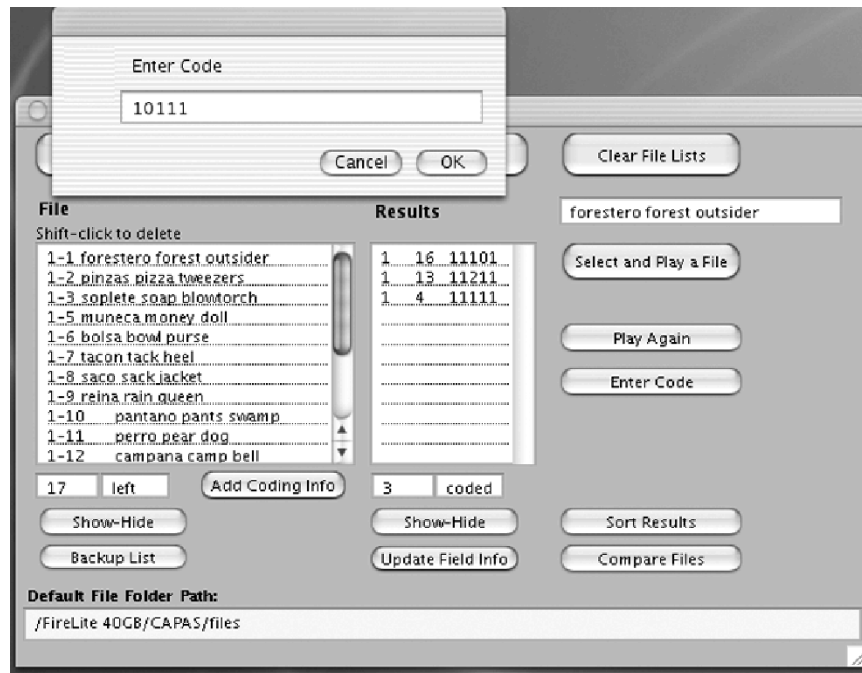 Enter Code
10111
Cancel OK
Clear File Lists
File
Shift-click to delete
1-1 forestero forest outsider
1-2 pinzas pizza tweezers
1-3 soplete soap blowtorch
1-5 muneca money doll
1-6 bolsa bowl purse
1-7 tacon tack heel
1-8 saco sack jacket
1-9 reina rain queen
1-10 pantano pants swamp
1-11 perro pear dog
1-12 campana camp bell
17 left
Add Coding Info
Show-Hide
Backup List
Results
1 16 11101
1 13 11211
1 4 11111
3 coded
Show-Hide
Update Field Info
forestero forest outsider
Select and Play a File
Play Again
Enter Code
Sort Results
Compare Files
Default File Folder Path:
/FireLite 40GB/CAPAS/files